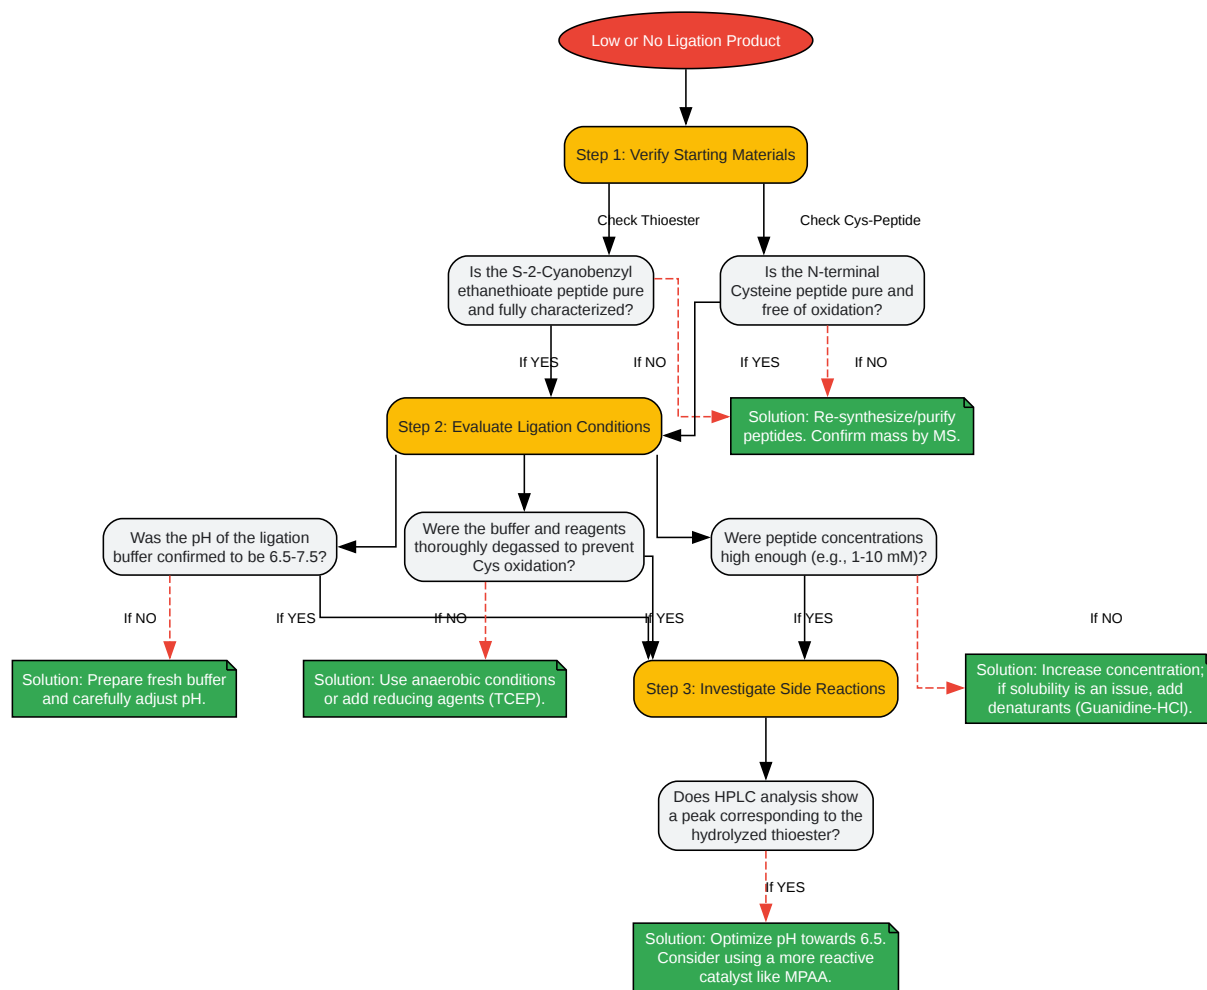 Low or No Ligation Product
Step 1: Verify Starting Materials
Check Thioester
Check Cys-Peptide
Is the S-2-Cyanobenzyl
ethanethioate peptide pure
and fully characterized?
Is the N-terminal
Cysteine peptide pure and
free of oxidation?
If YES
If NO
If YES
If NO
Step 2: Evaluate Ligation Conditions
Solution: Re-synthesize/purify
peptides. Confirm mass by MS.
Was the pH of the ligation
buffer confirmed to be 6.5-7.5?
Were the buffer and reagents
thoroughly degassed to prevent
Cys oxidation?
Were peptide concentrations
high enough (e.g., 1-10 mM)?
If NO
If YES
If NO
If YES
If YES
If NO
Solution: Prepare fresh buffer
and carefully adjust pH.
Solution: Use anaerobic conditions
or add reducing agents (TCEP).
Step 3: Investigate Side Reactions
Solution: Increase concentration;
if solubility is an issue, add
denaturants (Guanidine-HCl).
Does HPLC analysis show
a peak corresponding to the
hydrolyzed thioester?
If YES
Solution: Optimize pH towards 6.5.
Consider using a more reactive
catalyst like MPAA.